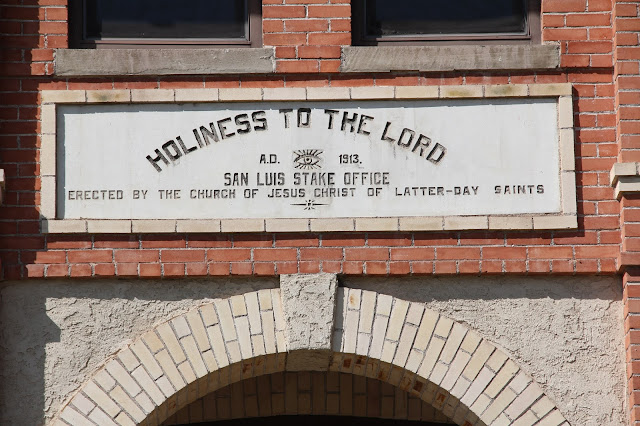 HOLINESS TO THE LORD
A.D. 1913.
SAN LUIS STAKE OFFICE
ERECTED BY THE CHURCH OF JESUS CHRIST OF LATTER-DAY SAINTS